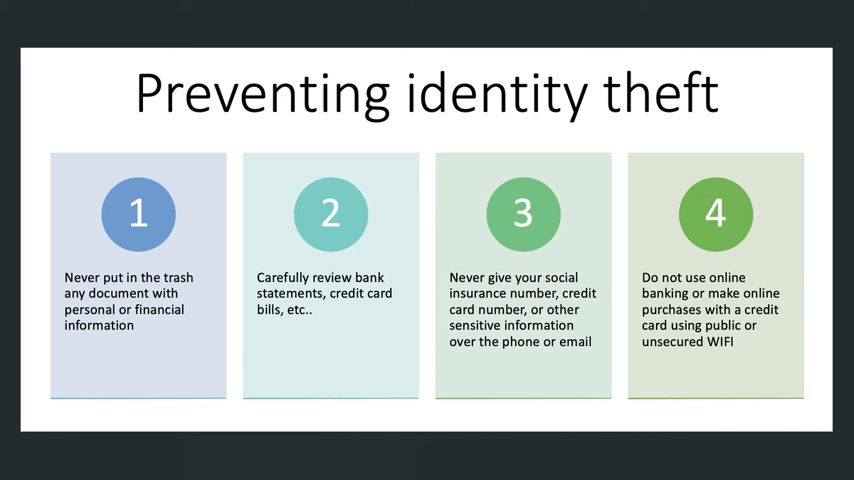 Preventing identity theft
1
Never put in the trash
any document with
personal or financial
information
2
Carefully review bank
statements, credit card
bills, etc..
3
Never give your social
insurance number, credit
card number, or other
sensitive information
over the phone or email
4
Do not use online
banking or make online
purchases with a credit
card using public or
unsecured WIFI